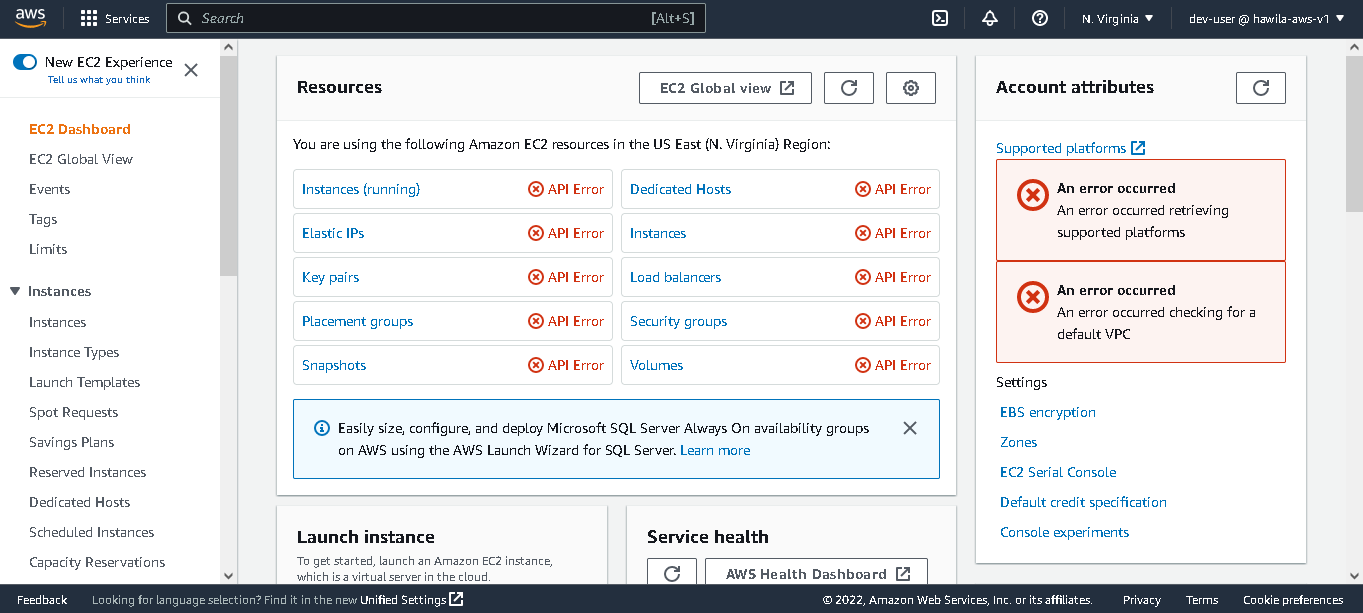 aws
Services
Search
[Alt+S]
N. Virginia
dev-user @ hawila-aws-v1
New EC2 Experience
Tell us what you think
EC2 Dashboard
EC2 Global View
Events
Tags
Limits
Instances
Instances
Instance Types
Launch Templates
Spot Requests
Savings Plans
Reserved Instances
Dedicated Hosts
Scheduled Instances
Capacity Reservations
Resources
EC2 Global view
You are using the following Amazon EC2 resources in the US East (N. Virginia) Region:
Instances (running) API Error
Dedicated Hosts API Error
Elastic IPs API Error
Instances API Error
Key pairs API Error
Load balancers API Error
Placement groups API Error
Security groups API Error
Snapshots API Error
Volumes API Error
Easily size, configure, and deploy Microsoft SQL Server Always On availability groups
on AWS using the AWS Launch Wizard for SQL Server. Learn more
Launch instance
To get started, launch an Amazon EC2 instance,
which is a virtual server in the cloud.
Service health
AWS Health Dashboard
Account attributes
Supported platforms
An error occurred
An error occurred retrieving
supported platforms
An error occurred
An error occurred checking for a
default VPC
Settings
EBS encryption
Zones
EC2 Serial Console
Default credit specification
Console experiments
Feedback
Looking for language selection? Find it in the new Unified Settings
© 2022, Amazon Web Services, Inc. or its affiliates.
Privacy
Terms
Cookie preferences